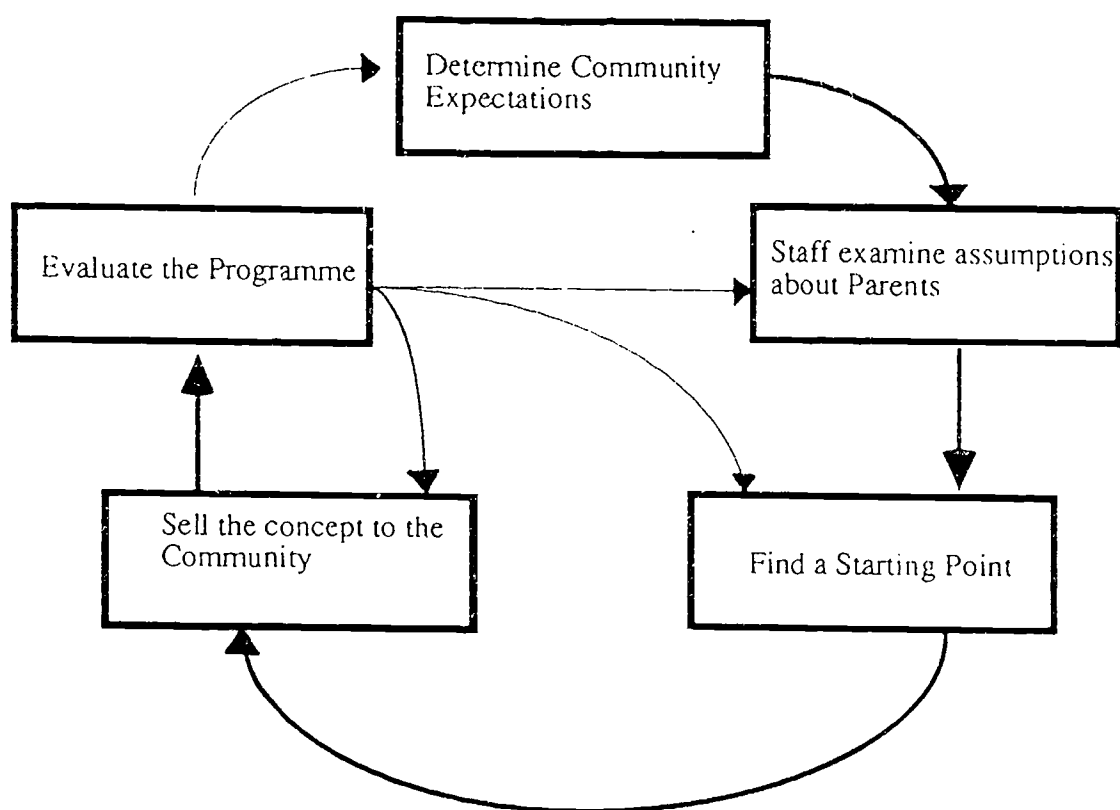 Determine Community
Expectations
Evaluate the Programme
Staff examine assumptions
about Parents
Sell the concept to the
Community
Find a Starting Point